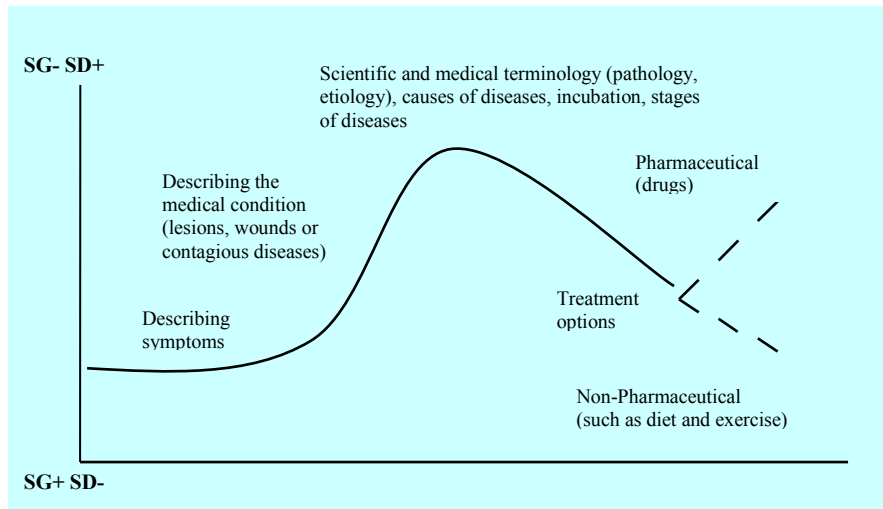 SG- SD+
Scientific and medical terminology (pathology,
etiology), causes of diseases, incubation, stages
of diseases
Pharmaceutical
(drugs)
Describing the
medical condition
(lesions, wounds or
contagious diseases)
Treatment
options
Describing
symptoms
Non-Pharmaceutical
(such as diet and exercise)
SG+ SD-